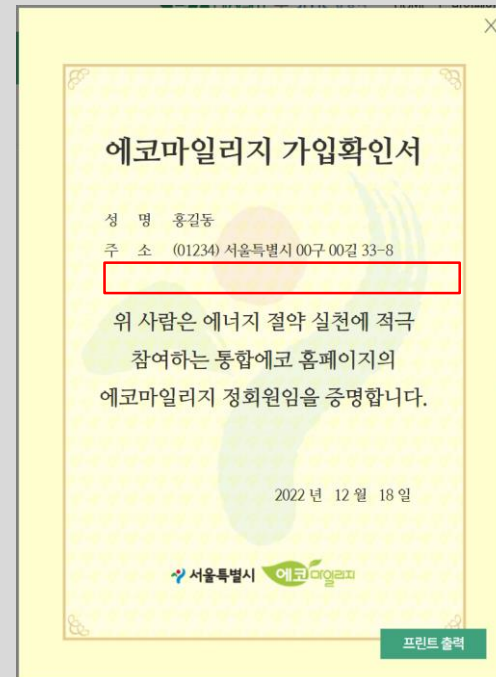 에코마일리지 가입확인서
성 명 홍길동
주 소 (01234) 서울특별시 00구 00길 33-8
위 사람은 에너지 절약 실천에 적극
참여하는 통합에코 홈페이지의
에코마일리지 정회원임을 증명합니다.
2022 년 12 월 18 일
서울특별시 에코마일리지
프린트 출력